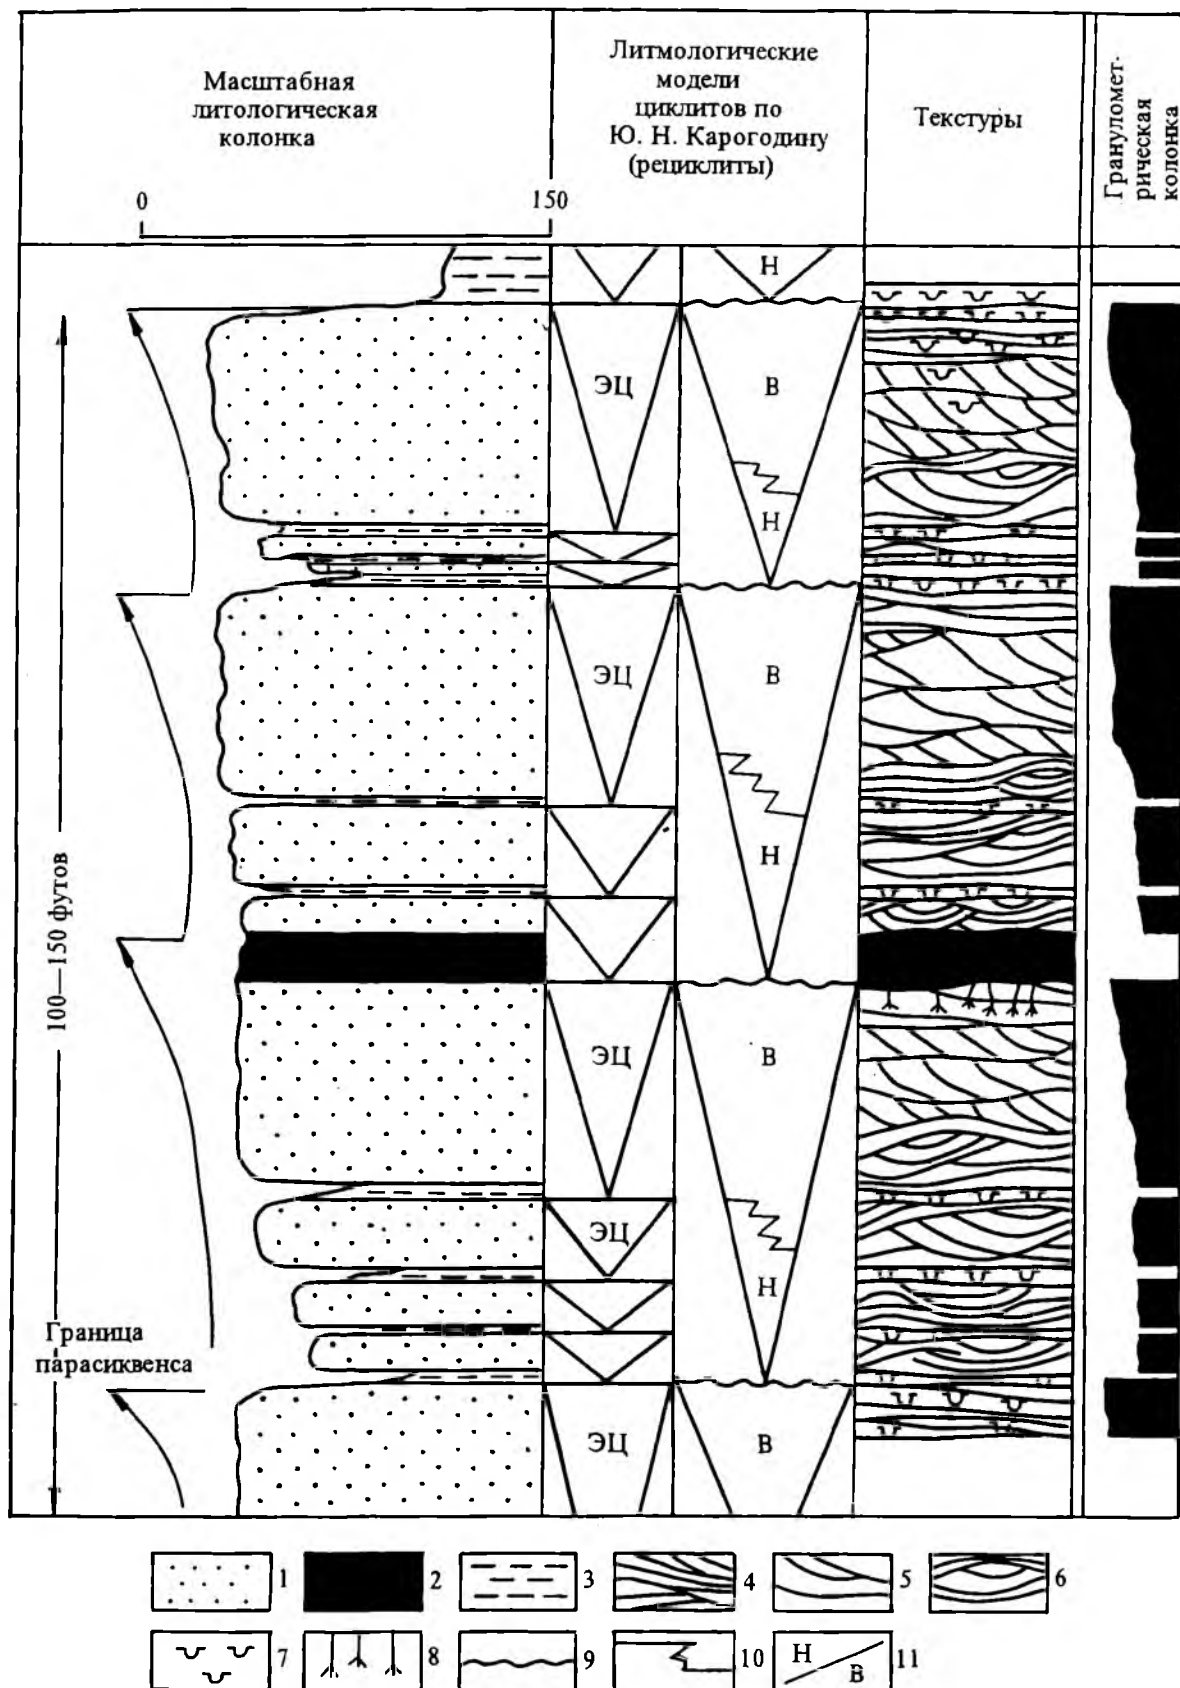 Масштабная
литологическая
колонка
0
150
Литмологические
модели
циклитов по
Ю. Н. Карогодину
(рециклиты)
Текстуры
Грануломет-
рическая
колонка
Н
ЭЦ
В
Н
ЭЦ
В
Н
100—150 футов
ЭЦ
В
ЭЦ
Н
Граница
парасиквенса
ЭЦ
В
1
2
3
4
5
6
7
8
9
10
Н
В
11